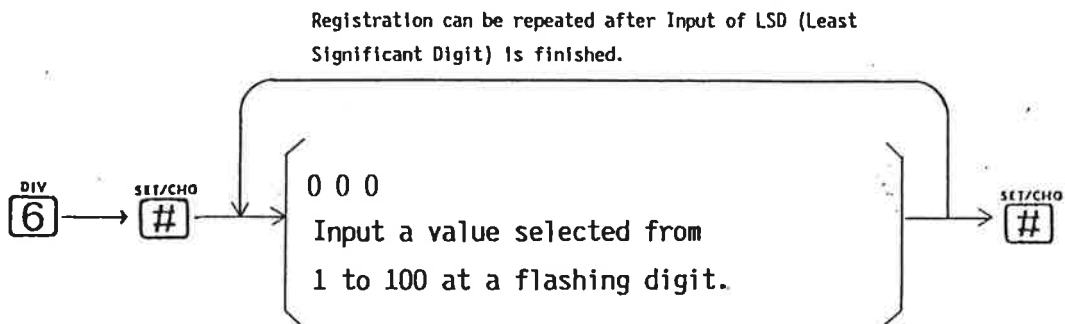 Registration can be repeated after Input of LSD (Least
Significant Digit) is finished.
DIV
6
SET/CHG
#
0 0 0
Input a value selected from
1 to 100 at a flashing digit.
SET/CHG
#